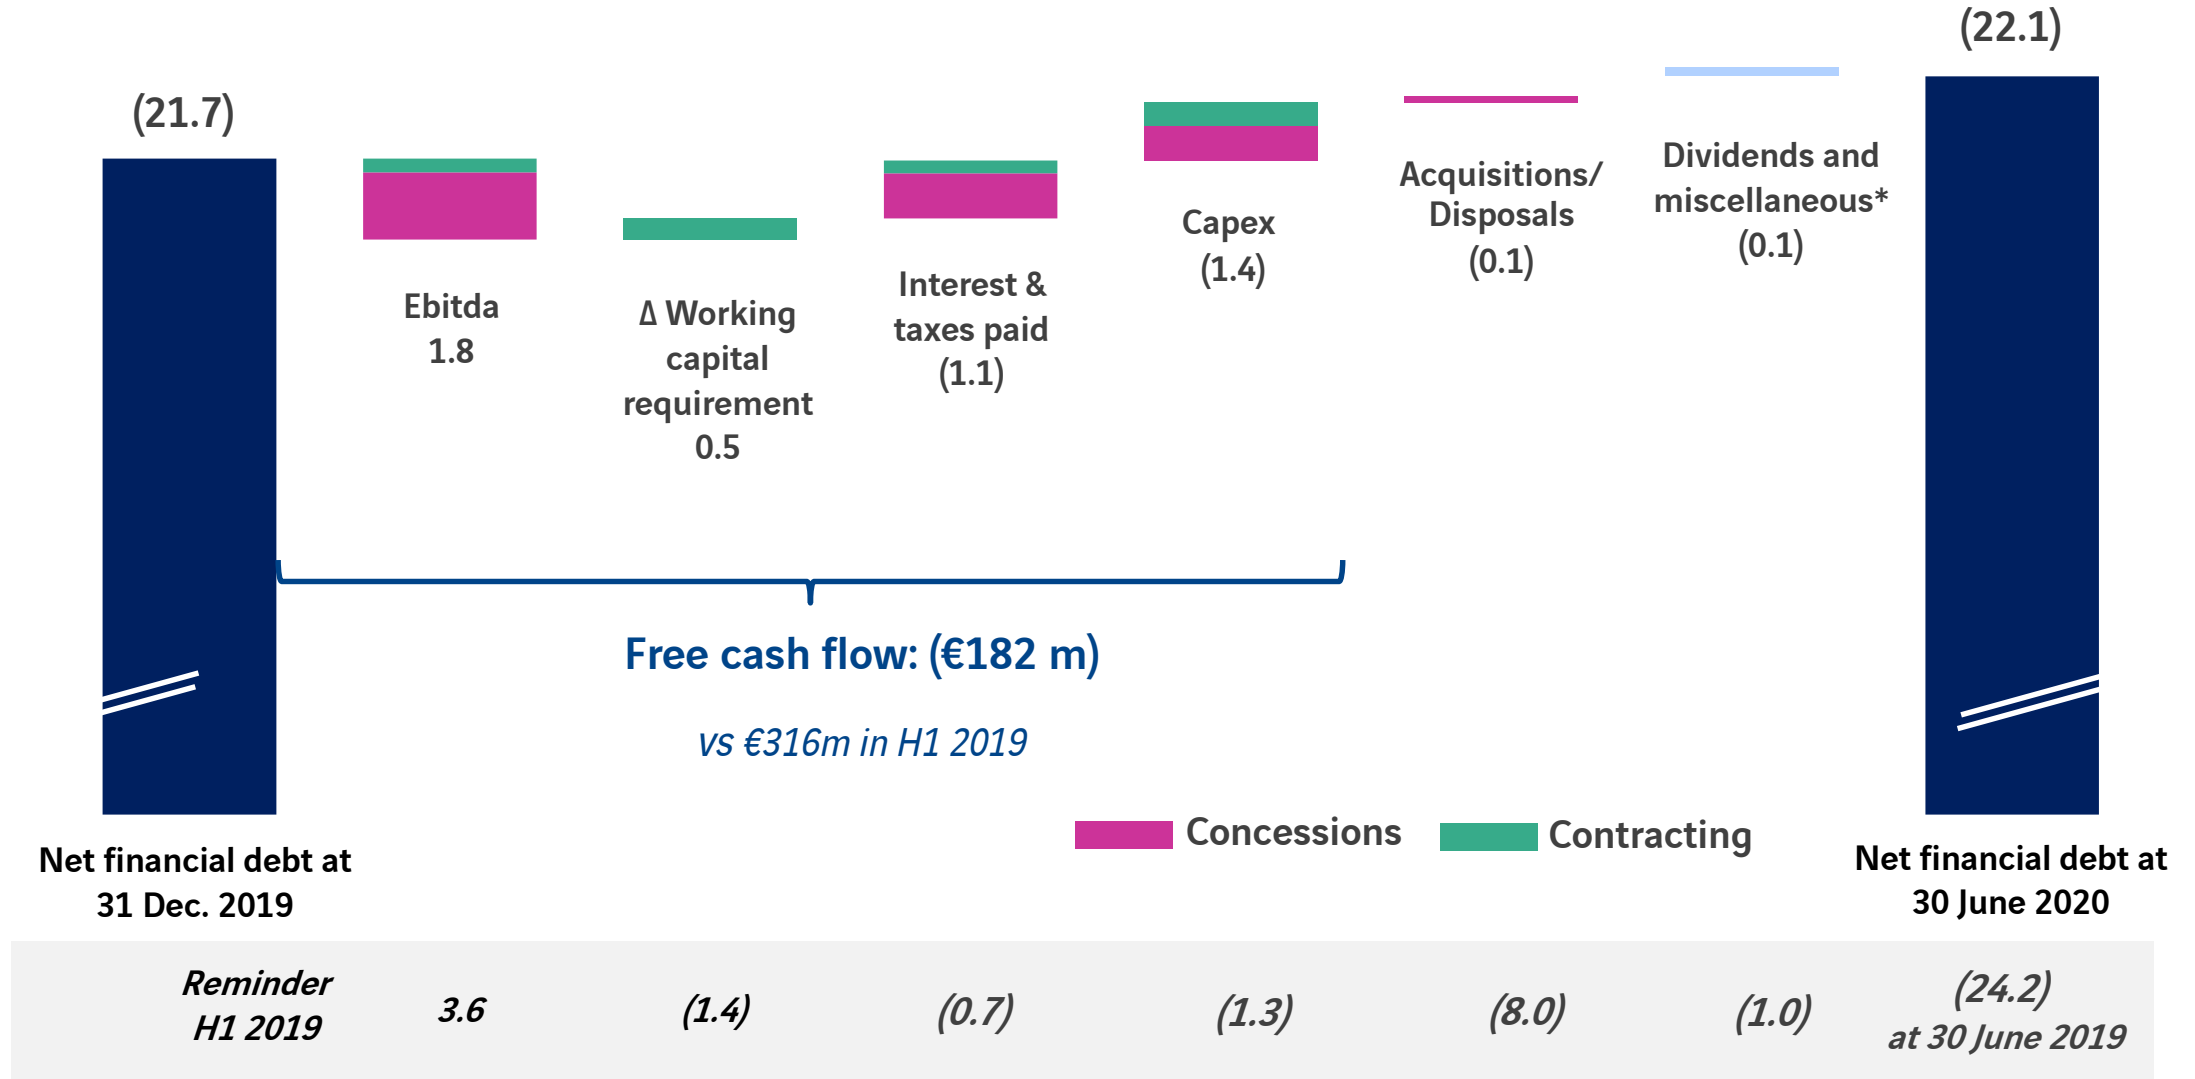 (22.1)
(21.7)
Ebitda
1.8
Δ Working
capital
requirement
0.5
Interest &
taxes paid
(1.1)
Capex
(1.4)
Acquisitions/
Disposals
(0.1)
Dividends and
miscellaneous*
(0.1)
Free cash flow: (€182 m)
vs €316m in H1 2019
Concessions
Contracting
Net financial debt at
31 Dec. 2019
Net financial debt at
30 June 2020
Reminder
H1 2019
3.6
(1.4)
(0.7)
(1.3)
(8.0)
(1.0)
(24.2)
at 30 June 2019